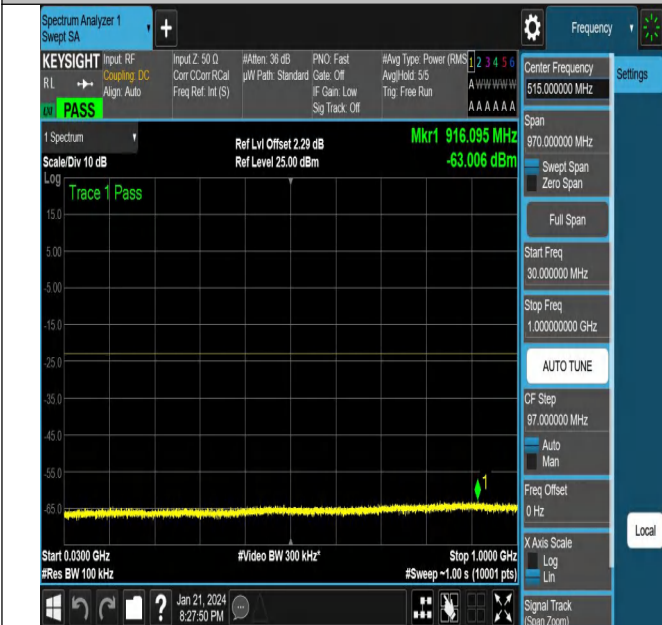 Spectrum Analyzer 1
Swept SA
Frequency
KEYSIGHT
Input: RF
Input Z: 50 Ω
#Atten: 36 dB
PNO: Fast
#Avg Type: Power (RMS
1 2 3 4 5 6
RL
Coupling: DC
Corr CCorr RCal
µW Path: Standard
Gate: Off
Avg|Hold: 5/5
A W W W W W
Align: Auto
Freq Ref: Int (S)
IF Gain: Low
Trig: Free Run
Sig Track: Off
A A A A A A
PASS
1 Spectrum
Ref Lvl Offset 2.29 dB
Mkr1 916.095 MHz
Scale/Div 10 dB
Ref Level 25.00 dBm
-63.006 dBm
Log
Trace 1 Pass
15.0
5.00
-5.00
-15.0
-25.0
-35.0
-45.0
-55.0
-65.0
1
Start 0.0300 GHz
#Video BW 300 kHz*
Stop 1.0000 GHz
#Res BW 100 kHz
#Sweep ~1.00 s (10001 pts)
Jan 21, 2024
8:27:50 PM
Center Frequency
515.000000 MHz
Settings
Span
970.000000 MHz
Swept Span
Zero Span
Full Span
Start Freq
30.000000 MHz
Stop Freq
1.000000000 GHz
AUTO TUNE
CF Step
97.000000 MHz
Auto
Man
Freq Offset
0 Hz
Local
X Axis Scale
Log
Lin
Signal Track
(Span Zoom)